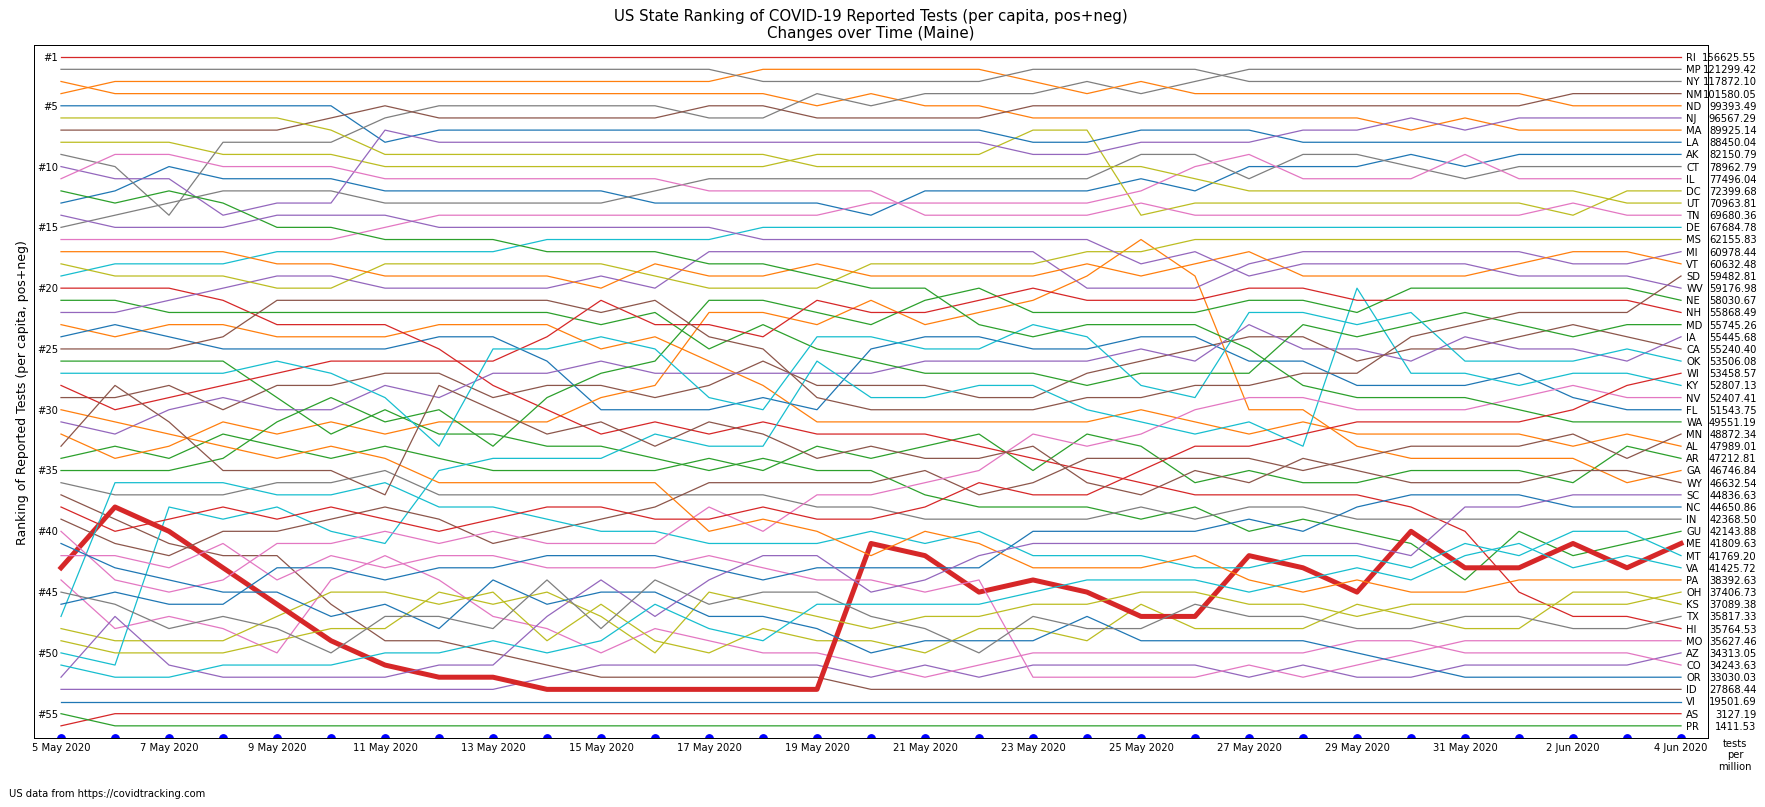 US State Ranking of COVID-19 Reported Tests (per capita, pos+neg)
Changes over Time (Maine)
Ranking of Reported Tests (per capita, pos+neg)
#1
#5
#10
#15
#20
#25
#30
#35
#40
#45
#50
#55
RI 156625.55
MP 121299.42
NY 117872.10
NM 101580.05
ND 99393.49
NJ 96567.29
MA 89925.14
LA 88450.04
AK 82150.79
CT 78962.79
IL 77496.04
DC 72399.68
UT 70963.81
TN 69680.36
DE 67684.78
MS 62155.83
MI 60978.44
VT 60632.48
SD 59482.81
WV 59176.98
NE 58030.67
NH 55868.49
MD 55745.26
IA 55445.68
CA 55240.40
OK 53506.08
WI 53458.57
KY 52807.13
NV 52407.41
FL 51543.75
WA 49551.19
MN 48872.34
AL 47989.01
AR 47212.81
GA 46746.84
WY 46632.54
SC 44836.63
NC 44650.86
IN 42368.50
GU 42143.88
ME 41809.63
MT 41769.20
VA 41425.72
PA 38392.63
OH 37406.73
KS 37089.38
TX 35817.33
HI 35764.53
MO 35627.46
AZ 34313.05
CO 34243.63
OR 33030.03
ID 27868.44
VI 19501.69
AS 3127.19
PR 1411.53
5 May 2020
7 May 2020
9 May 2020
11 May 2020
13 May 2020
15 May 2020
17 May 2020
19 May 2020
21 May 2020
23 May 2020
25 May 2020
27 May 2020
29 May 2020
31 May 2020
2 Jun 2020
4 Jun 2020
tests
per
million
US data from https://covidtracking.com